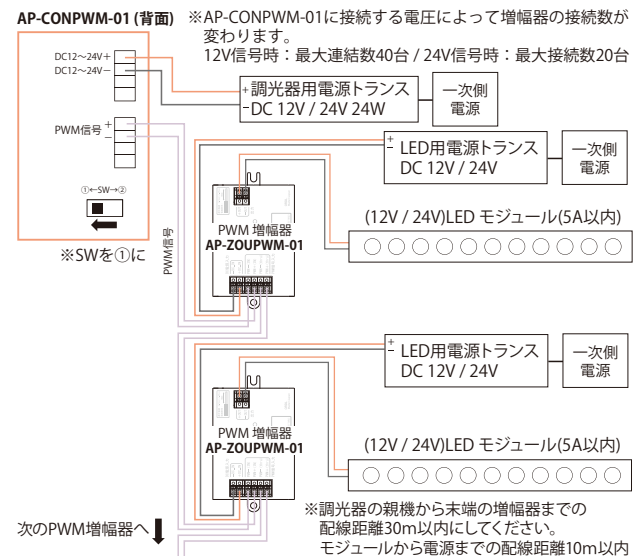 AP-CONPWM-01 (背面)
※AP-CONPWM-01に接続する電圧によって増幅器の接続数が
変わります。
12V信号時：最大連結数40台 / 24V信号時：最大接続数20台
DC12～24V＋
DC12～24V－
PWM信号 ＋
－
①←SW→②
※SWを①に
PWM信号
＋調光器用電源トランス
－DC 12V / 24V 24W
一次側
電源
＋
－ LED用電源トランス
DC 12V / 24V
一次側
電源
(12V / 24V)LED モジュール(5A以内)
PWM 増幅器
AP-ZOUPWM-01
＋
－ LED用電源トランス
DC 12V / 24V
一次側
電源
(12V / 24V)LED モジュール(5A以内)
PWM 増幅器
AP-ZOUPWM-01
次のPWM増幅器へ
※調光器の親機から末端の増幅器までの
配線距離30m以内にしてください。
モジュールから電源までの配線距離10m以内